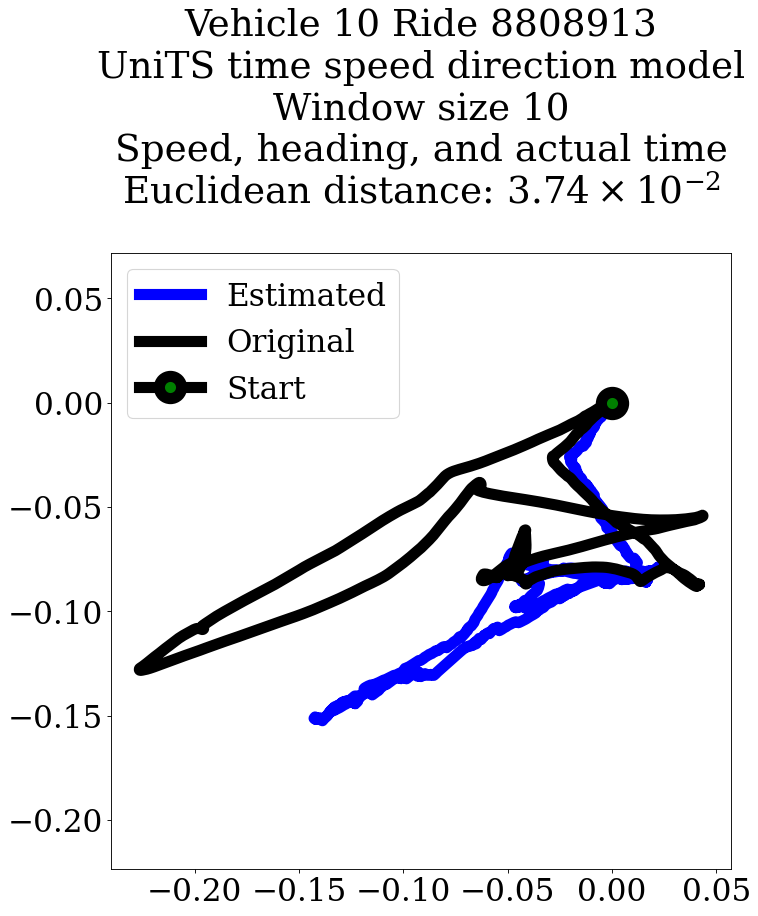 Vehicle 10 Ride 8808913
UniTS time speed direction model
Window size 10
Speed, heading, and actual time
Euclidean distance: 3.74 × 10⁻²
Estimated
Original
Start
0.05
0.00
−0.05
−0.10
−0.15
−0.20
−0.20 −0.15 −0.10 −0.05 0.00 0.05